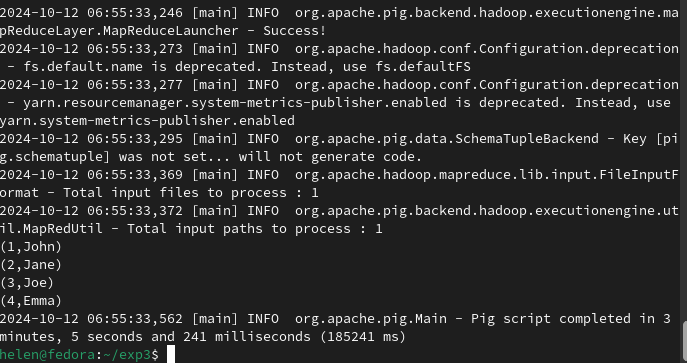 2024-10-12 06:55:33,246 [main] INFO  org.apache.pig.backend.hadoop.executionengine.ma
pReduceLayer.MapReduceLauncher - Success!
2024-10-12 06:55:33,273 [main] INFO  org.apache.hadoop.conf.Configuration.deprecation
 - fs.default.name is deprecated. Instead, use fs.defaultFS
2024-10-12 06:55:33,277 [main] INFO  org.apache.hadoop.conf.Configuration.deprecation
 - yarn.resourcemanager.system-metrics-publisher.enabled is deprecated. Instead, use
yarn.system-metrics-publisher.enabled
2024-10-12 06:55:33,295 [main] INFO  org.apache.pig.data.SchemaTupleBackend - Key [pi
g.schematuple] was not set... will not generate code.
2024-10-12 06:55:33,369 [main] INFO  org.apache.hadoop.mapreduce.lib.input.FileInputF
ormat - Total input files to process : 1
2024-10-12 06:55:33,372 [main] INFO  org.apache.pig.backend.hadoop.executionengine.ut
il.MapRedUtil - Total input paths to process : 1
(1,John)
(2,Jane)
(3,Joe)
(4,Emma)
2024-10-12 06:55:33,562 [main] INFO  org.apache.pig.Main - Pig script completed in 3
minutes, 5 seconds and 241 milliseconds (185241 ms)
helen@fedora:~/exp3$